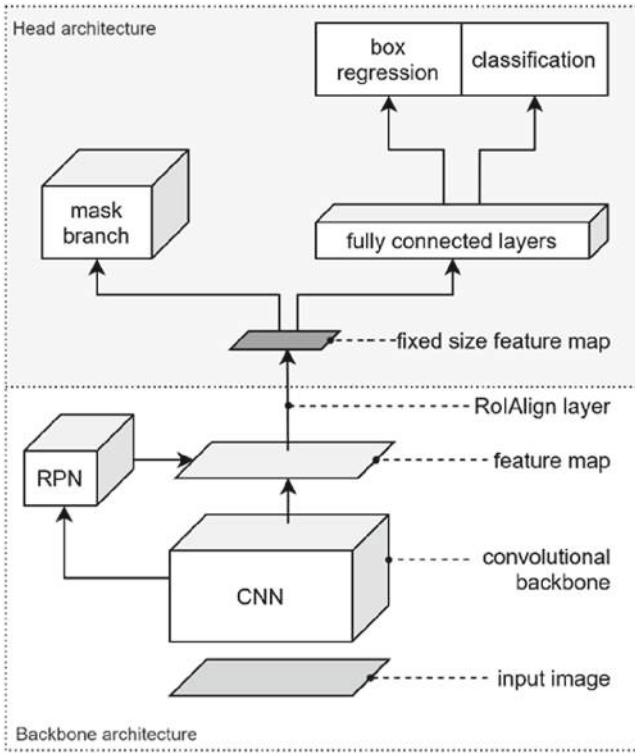 Head architecture
box
regression
classification
mask
branch
fully connected layers
fixed size feature map
RoIAlign layer
RPN
feature map
CNN
convolutional
backbone
input image
Backbone architecture